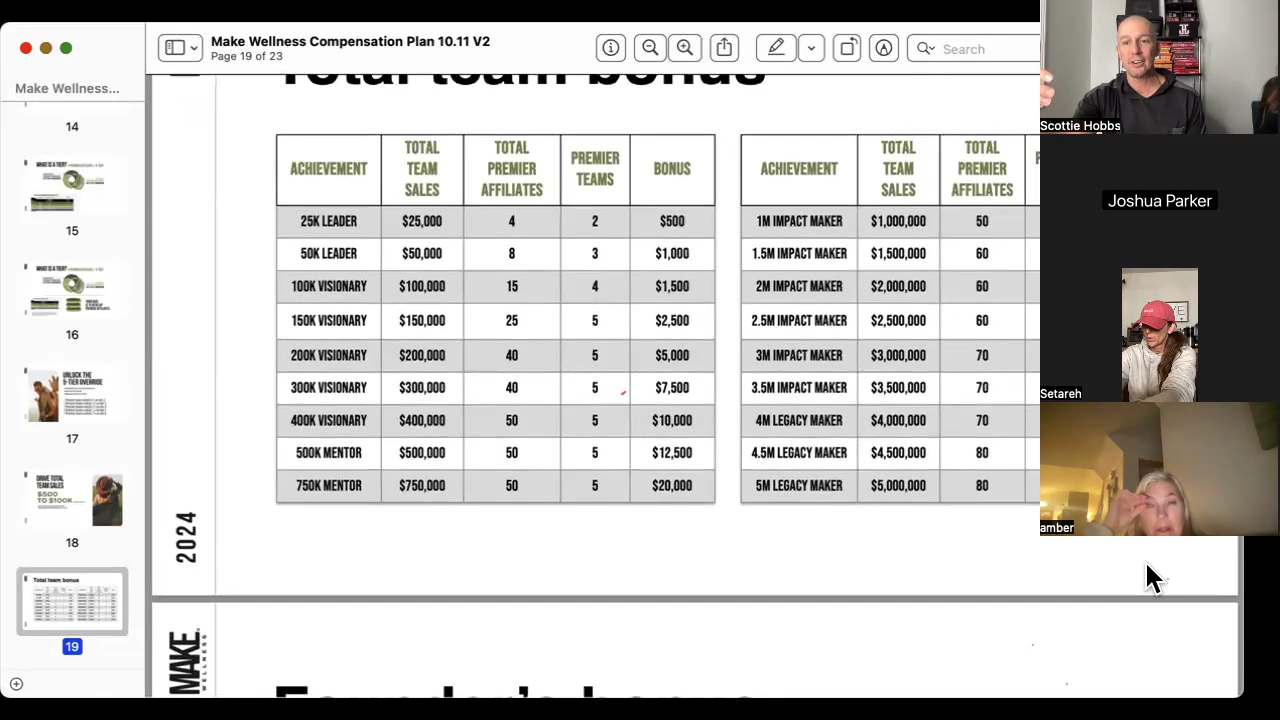 Make Wellness Compensation Plan 10.11 V2
Page 19 of 23
Search
Make Wellness...
14
15
16
17
18
Total team bonus
19
Total team bonus
ACHIEVEMENT TOTAL TEAM SALES TOTAL PREMIER AFFILIATES PREMIER TEAMS BONUS
25K LEADER $25,000 4 2 $500
50K LEADER $50,000 8 3 $1,000
100K VISIONARY $100,000 15 4 $1,500
150K VISIONARY $150,000 25 5 $2,500
200K VISIONARY $200,000 40 5 $5,000
300K VISIONARY $300,000 40 5 $7,500
400K VISIONARY $400,000 50 5 $10,000
500K MENTOR $500,000 50 5 $12,500
750K MENTOR $750,000 50 5 $20,000
ACHIEVEMENT TOTAL TEAM SALES TOTAL PREMIER AFFILIATES
1M IMPACT MAKER $1,000,000 50
1.5M IMPACT MAKER $1,500,000 60
2M IMPACT MAKER $2,000,000 60
2.5M IMPACT MAKER $2,500,000 60
3M IMPACT MAKER $3,000,000 70
3.5M IMPACT MAKER $3,500,000 70
4M LEGACY MAKER $4,000,000 70
4.5M LEGACY MAKER $4,500,000 80
5M LEGACY MAKER $5,000,000 80
2024
MAKE
WELLNESS
Founder's bonus
Scottie Hobbs
Joshua Parker
Setareh
amber